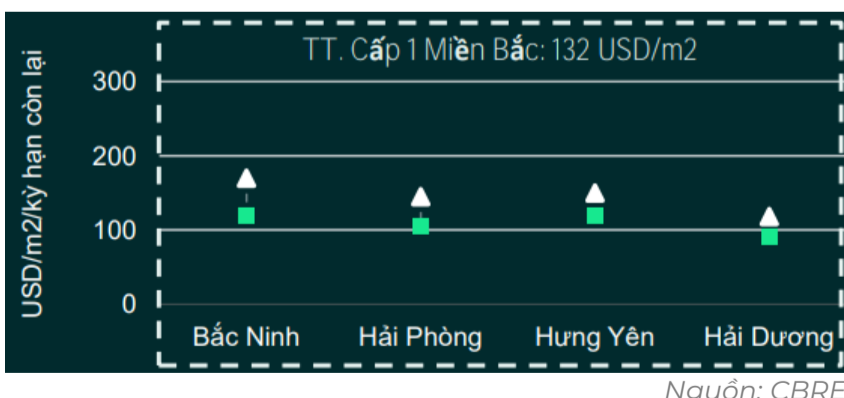 TT. Cấp 1 Miền Bắc: 132 USD/m2
USD/m2/kỳ hạn còn lại
300
200
100
0
Bắc Ninh Hải Phòng Hưng Yên Hải Dương
Nguồn: CBRE